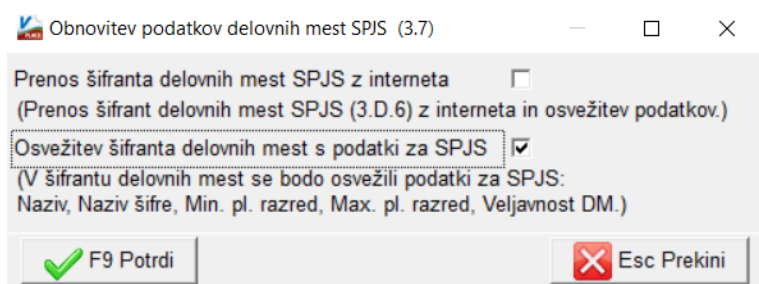 Obnovitev podatkov delovnih mest SPJS (3.7)
Prenos šifranta delovnih mest SPJS z interneta
(Prenos šifrant delovnih mest SPJS (3.D.6) z interneta in osvežitev podatkov.)
Osvežitev šifranta delovnih mest s podatki za SPJS
(V šifrantu delovnih mest se bodo osvežili podatki za SPJS:
Naziv, Naziv šifre, Min. pl. razred, Max. pl. razred, Veljavnost DM.)
F9 Potrdi Esc Prekini